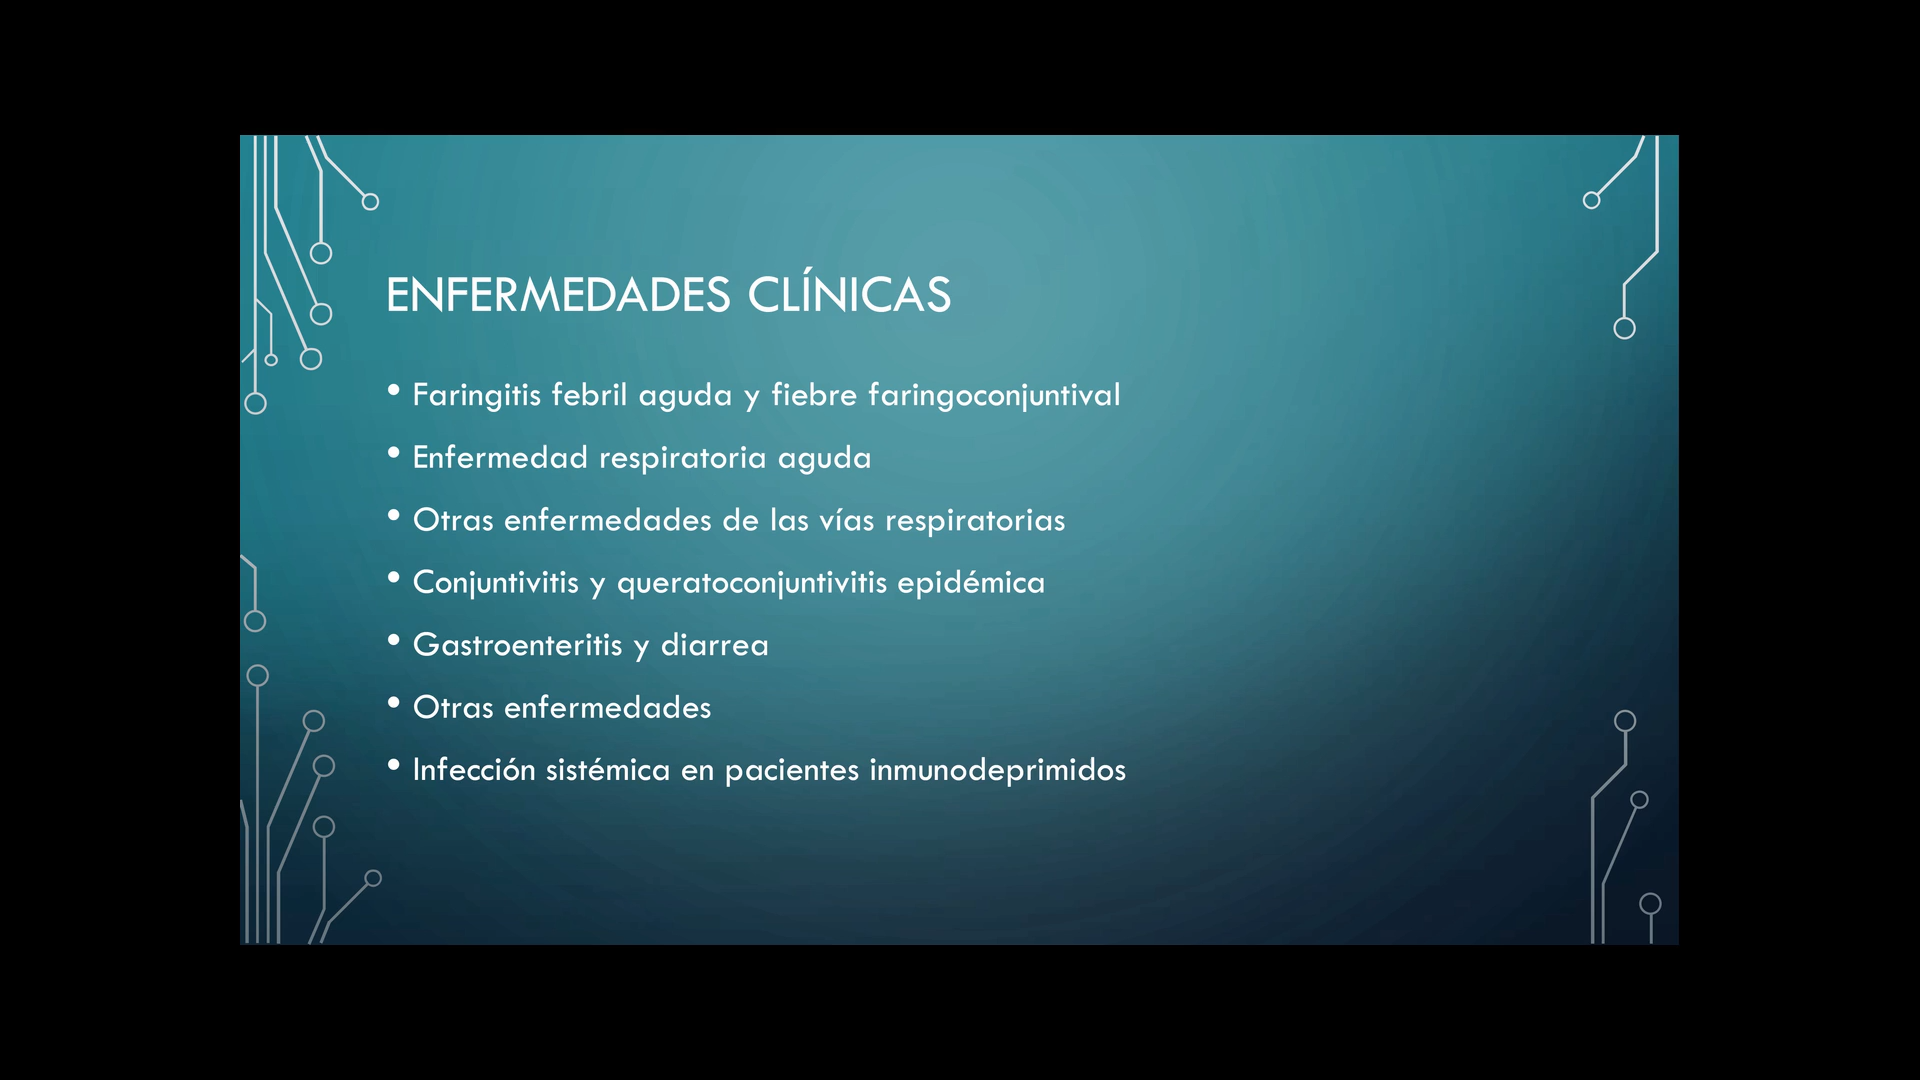 ENFERMEDADES CLÍNICAS
• Faringitis febril aguda y fiebre faringoconjuntival
• Enfermedad respiratoria aguda
• Otras enfermedades de las vías respiratorias
• Conjuntivitis y queratoconjuntivitis epidémica
• Gastroenteritis y diarrea
• Otras enfermedades
• Infección sistémica en pacientes inmunodeprimidos